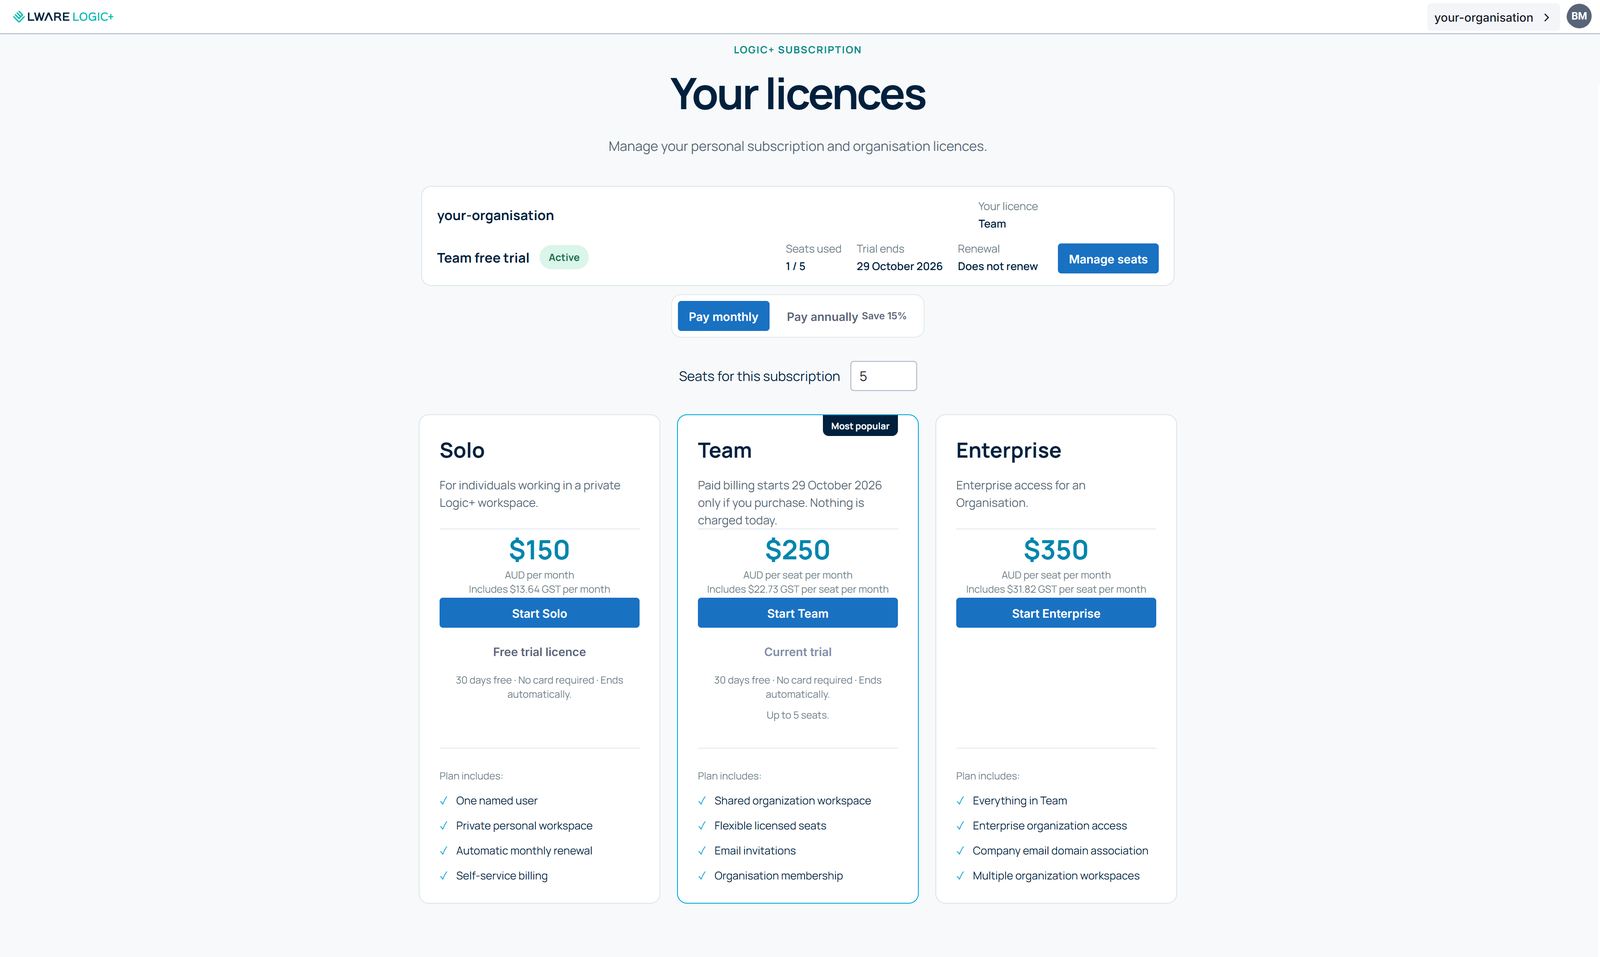 LWARE LOGIC+
your-organisation
BM
LOGIC+ SUBSCRIPTION
Your licences
Manage your personal subscription and organisation licences.
your-organisation
Your licence
Team
Team free trial
Active
Seats used
1 / 5
Trial ends
29 October 2026
Renewal
Does not renew
Manage seats
Pay monthly
Pay annually Save 15%
Seats for this subscription
5
Solo
For individuals working in a private
Logic+ workspace.
$150
AUD per month
Includes $13.64 GST per month
Start Solo
Free trial licence
30 days free · No card required · Ends
automatically.
Plan includes:
One named user
Private personal workspace
Automatic monthly renewal
Self-service billing
Most popular
Team
Paid billing starts 29 October 2026
only if you purchase. Nothing is
charged today.
$250
AUD per seat per month
Includes $22.73 GST per seat per month
Start Team
Current trial
30 days free · No card required · Ends
automatically.
Up to 5 seats.
Plan includes:
Shared organization workspace
Flexible licensed seats
Email invitations
Organisation membership
Enterprise
Enterprise access for an
Organisation.
$350
AUD per seat per month
Includes $31.82 GST per seat per month
Start Enterprise
Plan includes:
Everything in Team
Enterprise organization access
Company email domain association
Multiple organization workspaces